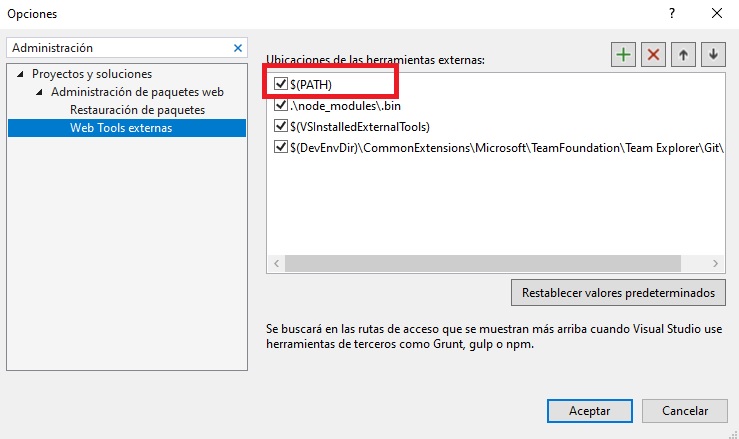 Opciones
?
Administración
Ubicaciones de las herramientas externas:
Proyectos y soluciones
Administración de paquetes web
Restauración de paquetes
Web Tools externas
$(PATH)
.\node_modules\.bin
$(VSInstalledExternalTools)
$(DevEnvDir)\CommonExtensions\Microsoft\TeamFoundation\Team Explorer\Git\
Restablecer valores predeterminados
Se buscará en las rutas de acceso que se muestran más arriba cuando Visual Studio use
herramientas de terceros como Grunt, gulp o npm.
Aceptar
Cancelar